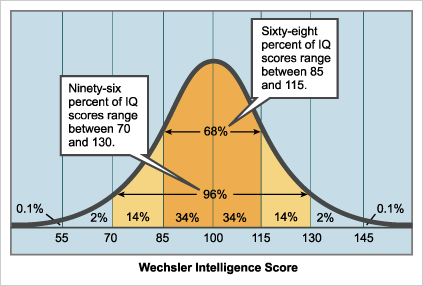 Sixty-eight
percent of IQ
scores range
between 85
and 115.
Ninety-six
percent of IQ
scores range
between 70
and 130.
68%
96%
0.1% 2% 14% 34% 34% 14% 2% 0.1%
55 70 85 100 115 130 145
Wechsler Intelligence Score